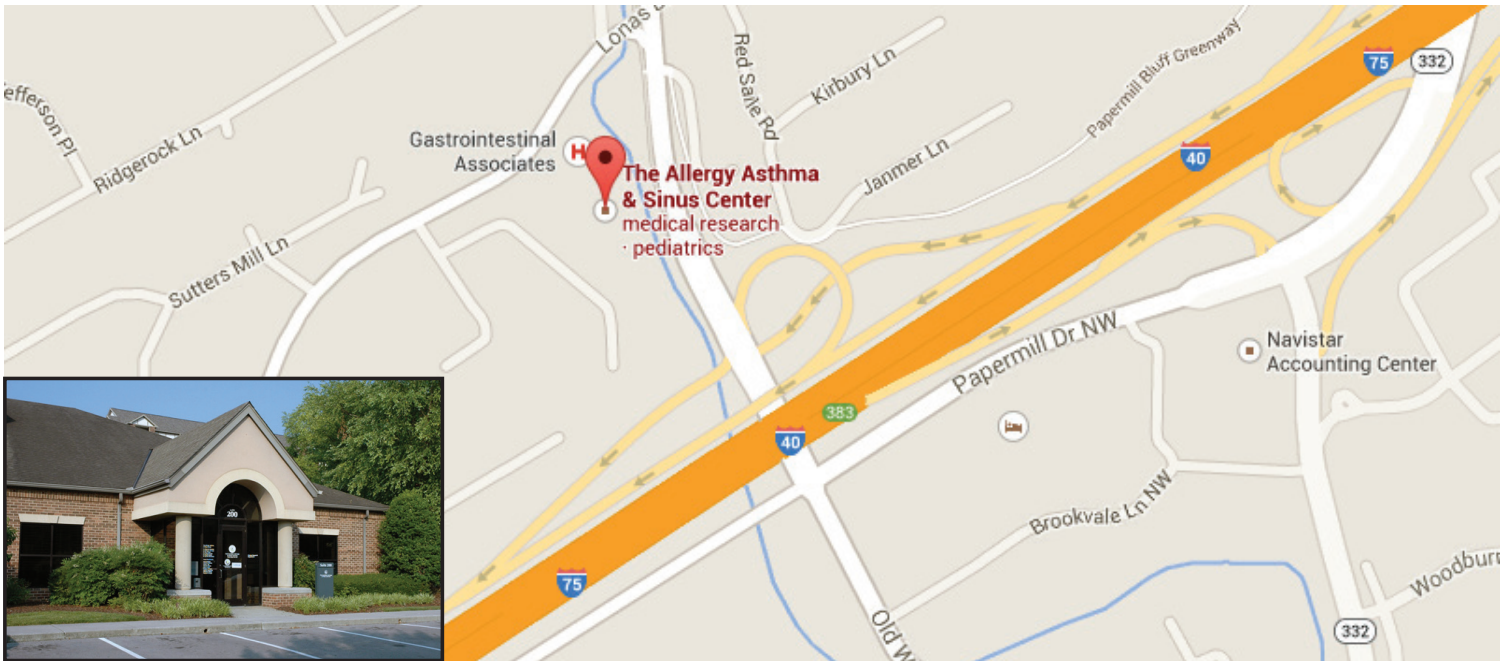 Lonas
Red Saile Rd
Kirbury Ln
Papermill Bluff Greenway
75
332
efferson Pl
Ridgerock Ln
Gastrointestinal
Associates
H
The Allergy Asthma
& Sinus Center
medical research
· pediatrics
Janmer Ln
40
Sutters Mill Ln
Papermill Dr NW
Navistar
Accounting Center
383
40
200
Brookvale Ln NW
75
Old W
332
Woodburn